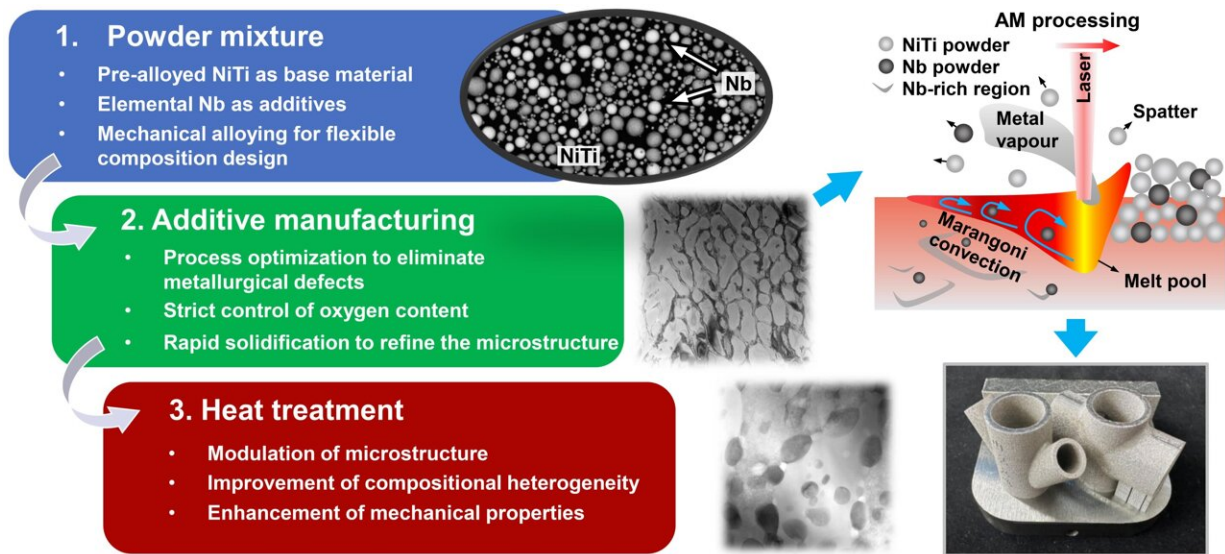 1. Powder mixture
• Pre-alloyed NiTi as base material
• Elemental Nb as additives
• Mechanical alloying for flexible
composition design
Nb
NiTi
2. Additive manufacturing
• Process optimization to eliminate
metallurgical defects
• Strict control of oxygen content
• Rapid solidification to refine the microstructure
3. Heat treatment
• Modulation of microstructure
• Improvement of compositional heterogeneity
• Enhancement of mechanical properties
AM processing
NiTi powder
Nb powder
Nb-rich region
Laser
Metal
vapour
Spatter
Marangoni
convection
Melt pool